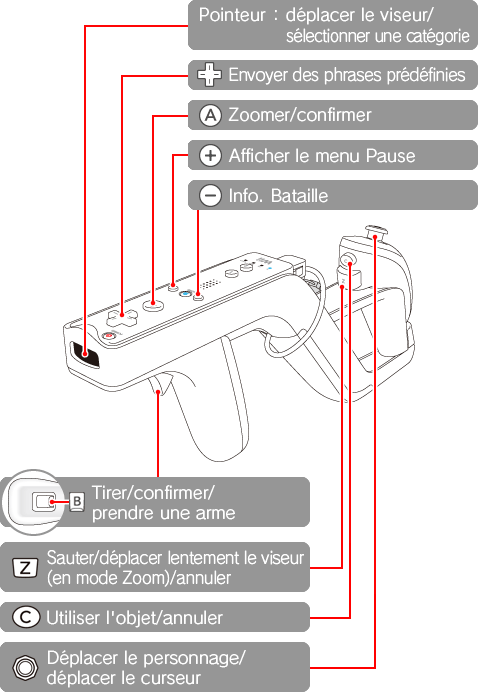 Pointeur : déplacer le viseur/
sélectionner une catégorie
Envoyer des phrases prédéfinies
A Zoomer/confirmer
+ Afficher le menu Pause
− Info. Bataille
B Tirer/confirmer/
prendre une arme
Z Sauter/déplacer lentement le viseur
(en mode Zoom)/annuler
C Utiliser l'objet/annuler
Déplacer le personnage/
déplacer le curseur